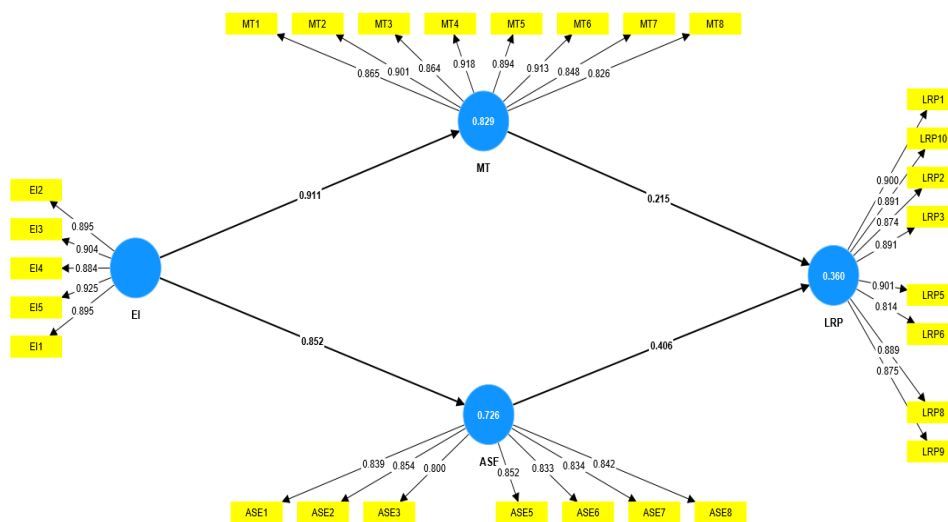 MT1 MT2 MT3 MT4 MT5 MT6 MT7 MT8
0.865 0.901 0.864 0.918 0.894 0.913 0.848 0.826
0.829
MT
LRP1
LRP10
LRP2
LRP3
LRP5
LRP6
LRP8
LRP9
0.900
0.891
0.874
0.891
0.901
0.814
0.889
0.875
0.911
0.215
EI2
EI3
EI4
EI5
EI1
0.895
0.904
0.884
0.925
0.895
EI
0.360
LRP
0.852
0.406
0.726
ASE
0.839 0.854 0.800 0.852 0.833 0.834 0.842
ASE1 ASE2 ASE3 ASE5 ASE6 ASE7 ASE8